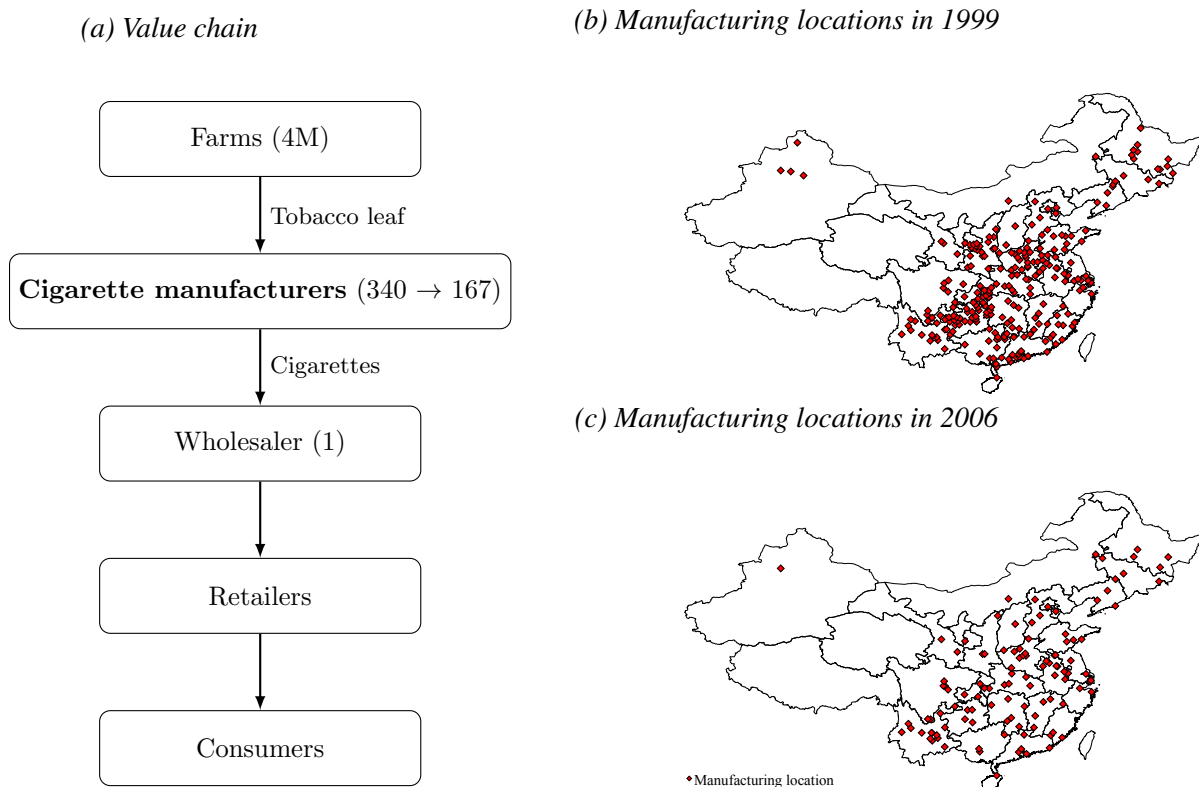 (a) Value chain
Farms (4M)
Tobacco leaf
Cigarette manufacturers (340 → 167)
Cigarettes
Wholesaler (1)
Retailers
Consumers
(b) Manufacturing locations in 1999
(c) Manufacturing locations in 2006
Manufacturing location